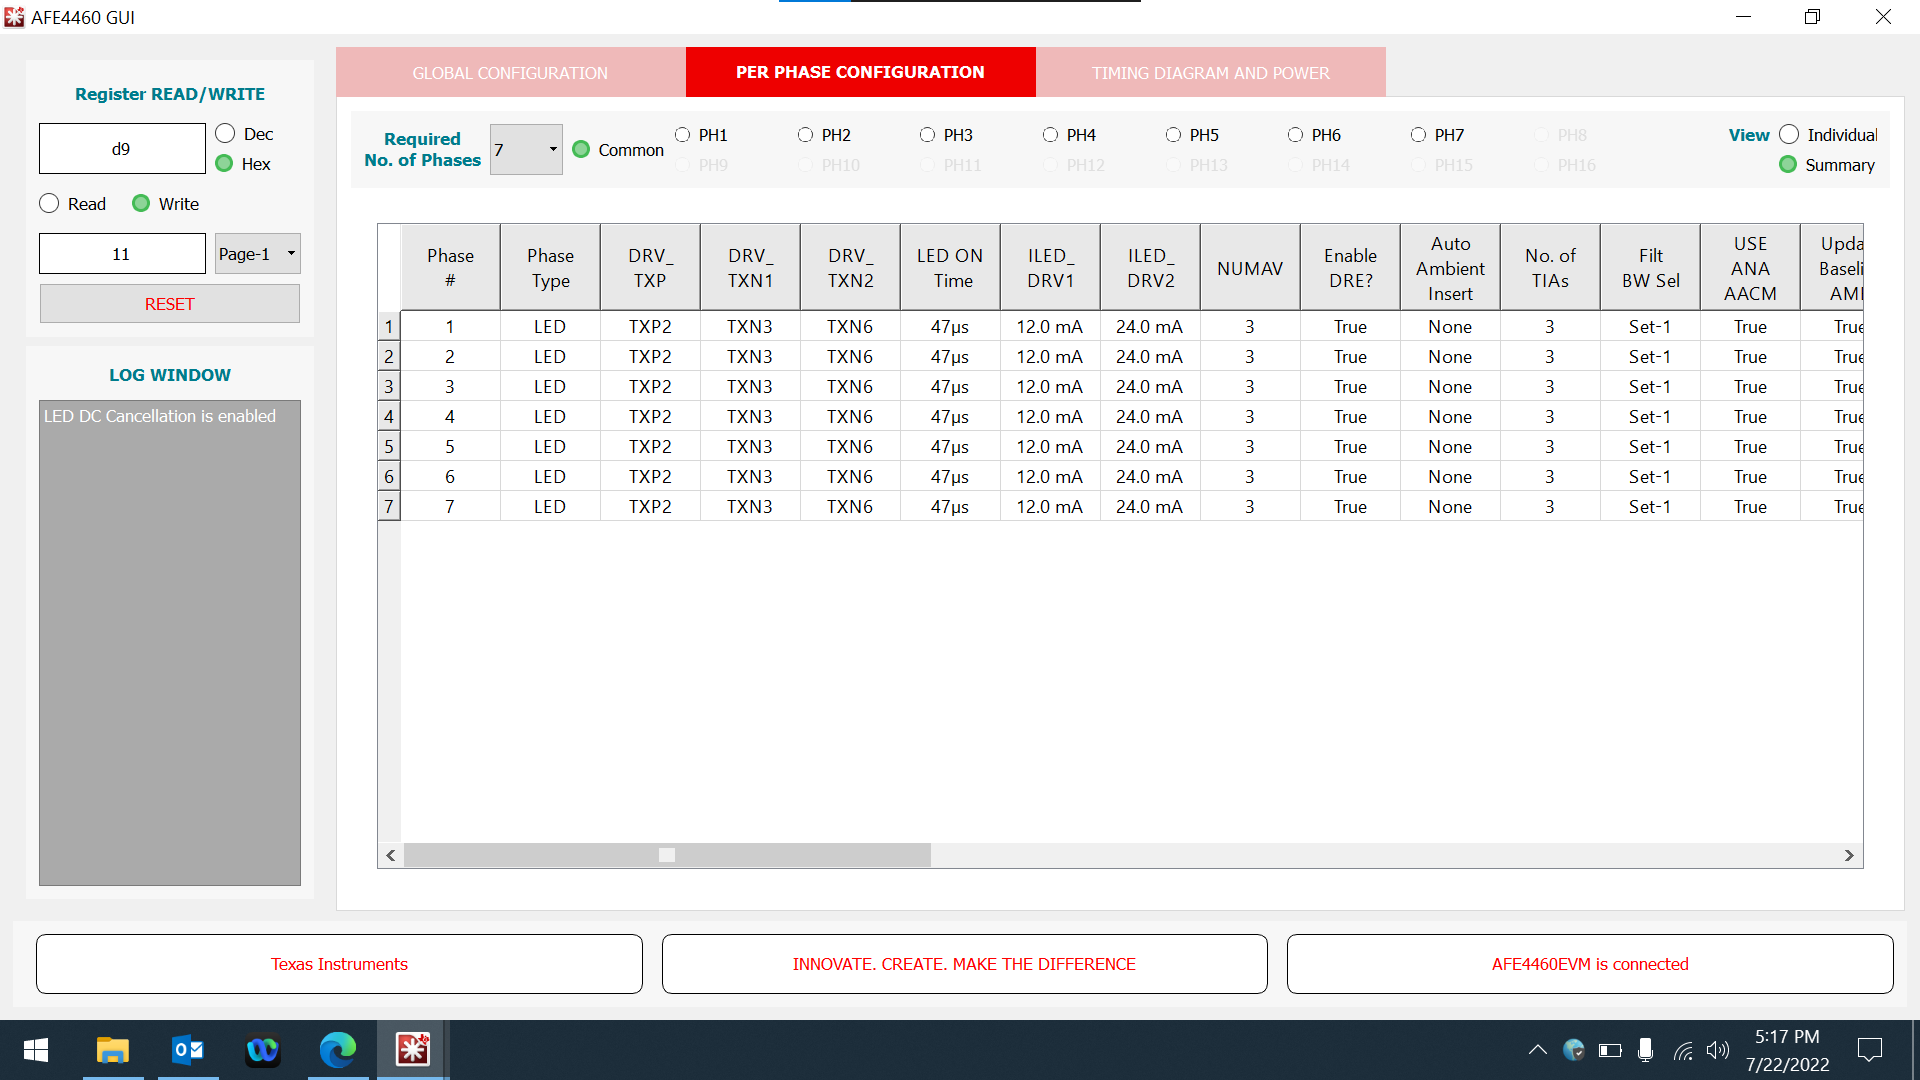 AFE4460 GUI
GLOBAL CONFIGURATION
PER PHASE CONFIGURATION
TIMING DIAGRAM AND POWER
Register READ/WRITE
d9
Dec
Hex
Read
Write
11
Page-1
RESET
LOG WINDOW
LED DC Cancellation is enabled
Required
No. of Phases
7
Common
PH1 PH2 PH3 PH4 PH5 PH6 PH7 PH8
PH9 PH10 PH11 PH12 PH13 PH14 PH15 PH16
View
Individual
Summary
Phase #
Phase Type
DRV_ TXP
DRV_ TXN1
DRV_ TXN2
LED ON Time
ILED_ DRV1
ILED_ DRV2
NUMAV
Enable DRE?
Auto Ambient Insert
No. of TIAs
Filt BW Sel
USE ANA AACM
1 1 LED TXP2 TXN3 TXN6 47µs 12.0 mA 24.0 mA 3 True None 3 Set-1 True True
2 2 LED TXP2 TXN3 TXN6 47µs 12.0 mA 24.0 mA 3 True None 3 Set-1 True True
3 3 LED TXP2 TXN3 TXN6 47µs 12.0 mA 24.0 mA 3 True None 3 Set-1 True True
4 4 LED TXP2 TXN3 TXN6 47µs 12.0 mA 24.0 mA 3 True None 3 Set-1 True True
5 5 LED TXP2 TXN3 TXN6 47µs 12.0 mA 24.0 mA 3 True None 3 Set-1 True True
6 6 LED TXP2 TXN3 TXN6 47µs 12.0 mA 24.0 mA 3 True None 3 Set-1 True True
7 7 LED TXP2 TXN3 TXN6 47µs 12.0 mA 24.0 mA 3 True None 3 Set-1 True True
Texas Instruments
INNOVATE. CREATE. MAKE THE DIFFERENCE
AFE4460EVM is connected
5:17 PM
7/22/2022